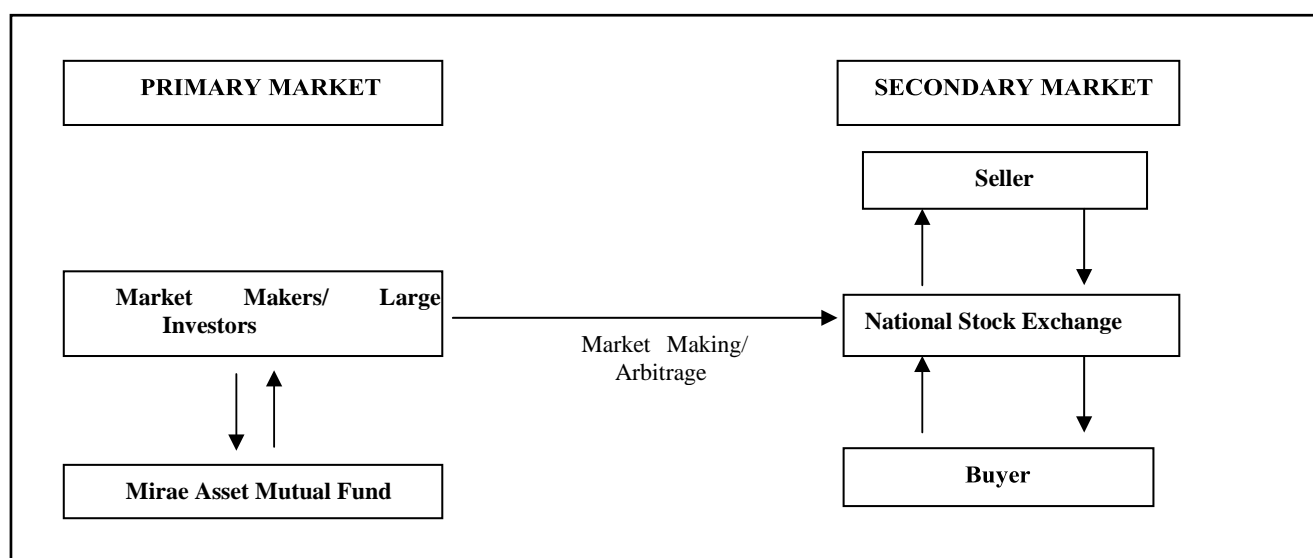 PRIMARY MARKET
SECONDARY MARKET
Seller
Market Makers/ Large
Investors
National Stock Exchange
Market Making/
Arbitrage
Mirae Asset Mutual Fund
Buyer